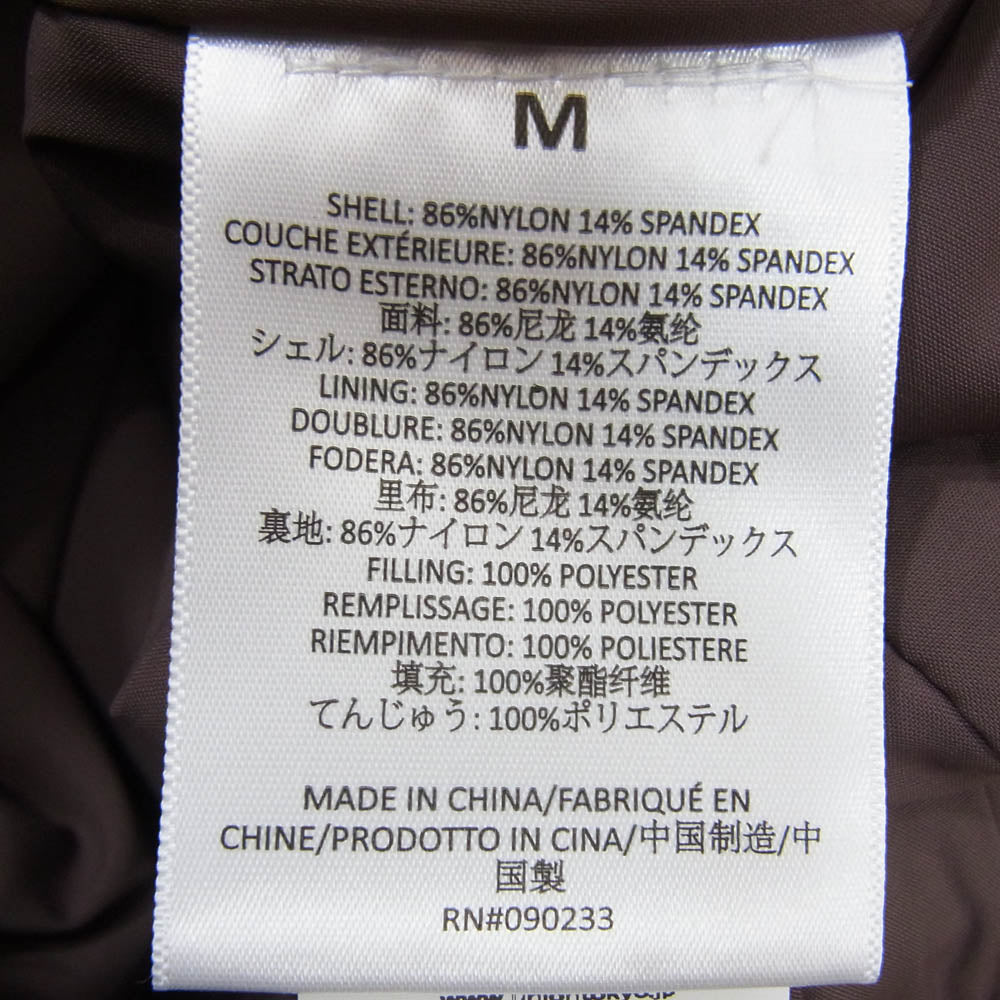 M
SHELL: 86%NYLON 14% SPANDEX
COUCHE EXTÉRIEURE: 86%NYLON 14% SPANDEX
STRATO ESTERNO: 86%NYLON 14% SPANDEX
面料: 86%尼龙 14%氨纶
シェル: 86%ナイロン 14%スパンデックス
LINING: 86%NYLON 14% SPANDEX
DOUBLURE: 86%NYLON 14% SPANDEX
FODERA: 86%NYLON 14% SPANDEX
里布: 86%尼龙 14%氨纶
裏地: 86%ナイロン 14%スパンデックス
FILLING: 100% POLYESTER
REMPLISSAGE: 100% POLYESTER
RIEMPIMENTO: 100% POLIESTERE
填充: 100%聚酯纤维
てんじゅう: 100%ポリエステル
MADE IN CHINA/FABRIQUÉ EN
CHINE/PRODOTTO IN CINA/中国制造/中
国製
RN#090233